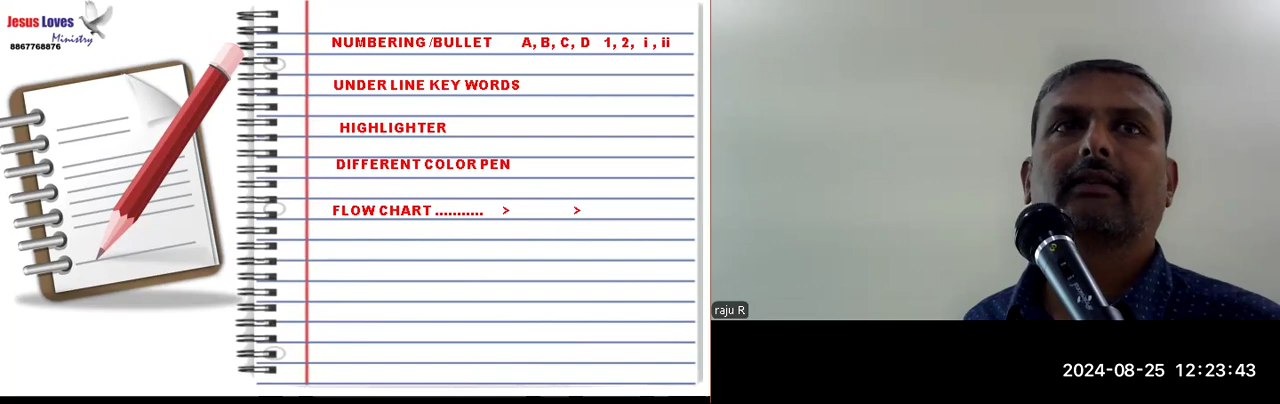 Jesus Loves
Ministry
8867768876
NUMBERING /BULLET A, B, C, D 1, 2, i , ii
UNDER LINE KEY WORDS
HIGHLIGHTER
DIFFERENT COLOR PEN
FLOW CHART ........... > >
raju R
2024-08-25 12:23:43